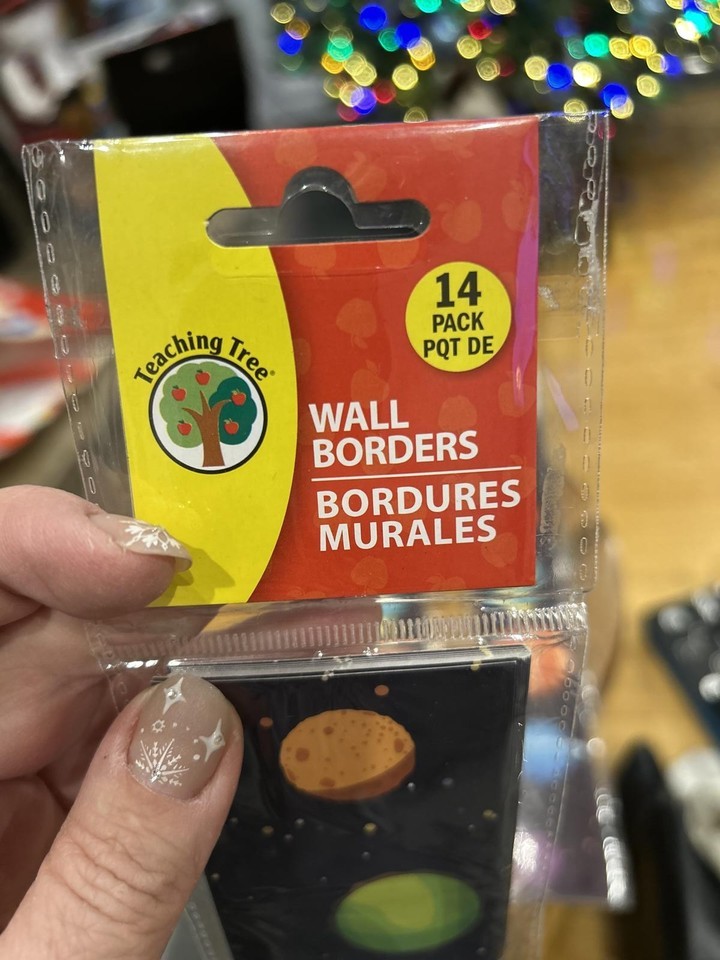 Teaching Tree®
14
PACK
PQT DE
WALL
BORDERS
BORDURES
MURALES